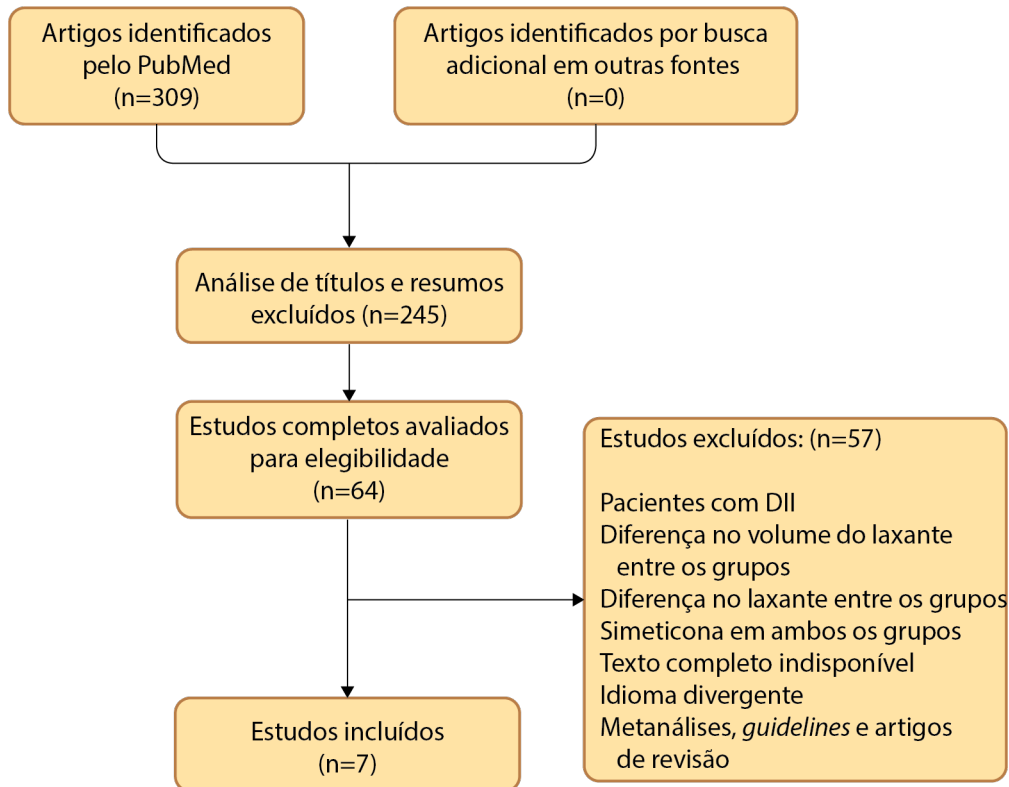 Artigos identificados
pelo PubMed
(n=309)
Artigos identificados por busca
adicional em outras fontes
(n=0)
Análise de títulos e resumos
excluídos (n=245)
Estudos completos avaliados
para elegibilidade
(n=64)
Estudos excluídos: (n=57)
Pacientes com DII
Diferença no volume do laxante
entre os grupos
Diferença no laxante entre os grupos
Simeticona em ambos os grupos
Texto completo indisponível
Idioma divergente
Metanálises, guidelines e artigos
de revisão
Estudos incluídos
(n=7)